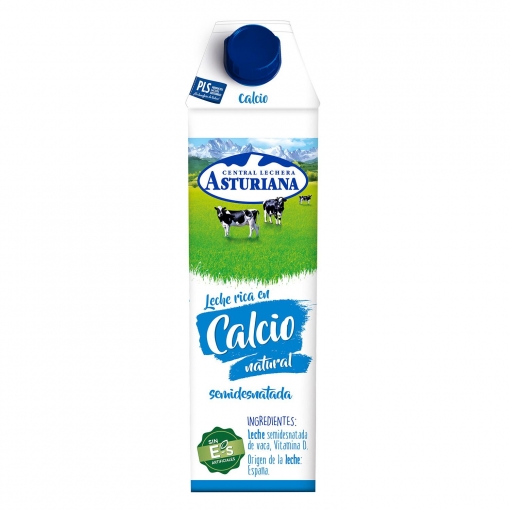 PLS
Calcio
CENTRAL LECHERA
ASTURIANA
Leche rica en
Calcio
natural
semidesnatada
INGREDIENTES:
Leche semidesnatada
de vaca, Vitamina D.
Origen de la leche:
España.
SIN
E-s
ARTIFICIALES